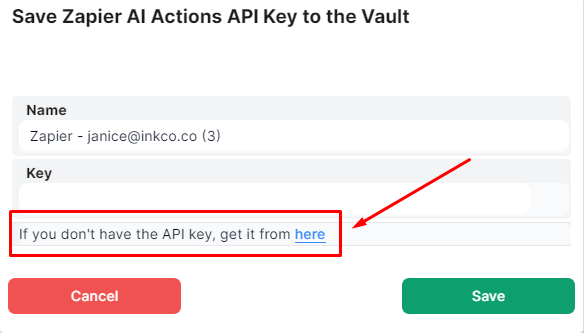 Save Zapier AI Actions API Key to the Vault
Name
Zapier - janice@inkco.co (3)
Key
If you don't have the API key, get it from here
Cancel
Save